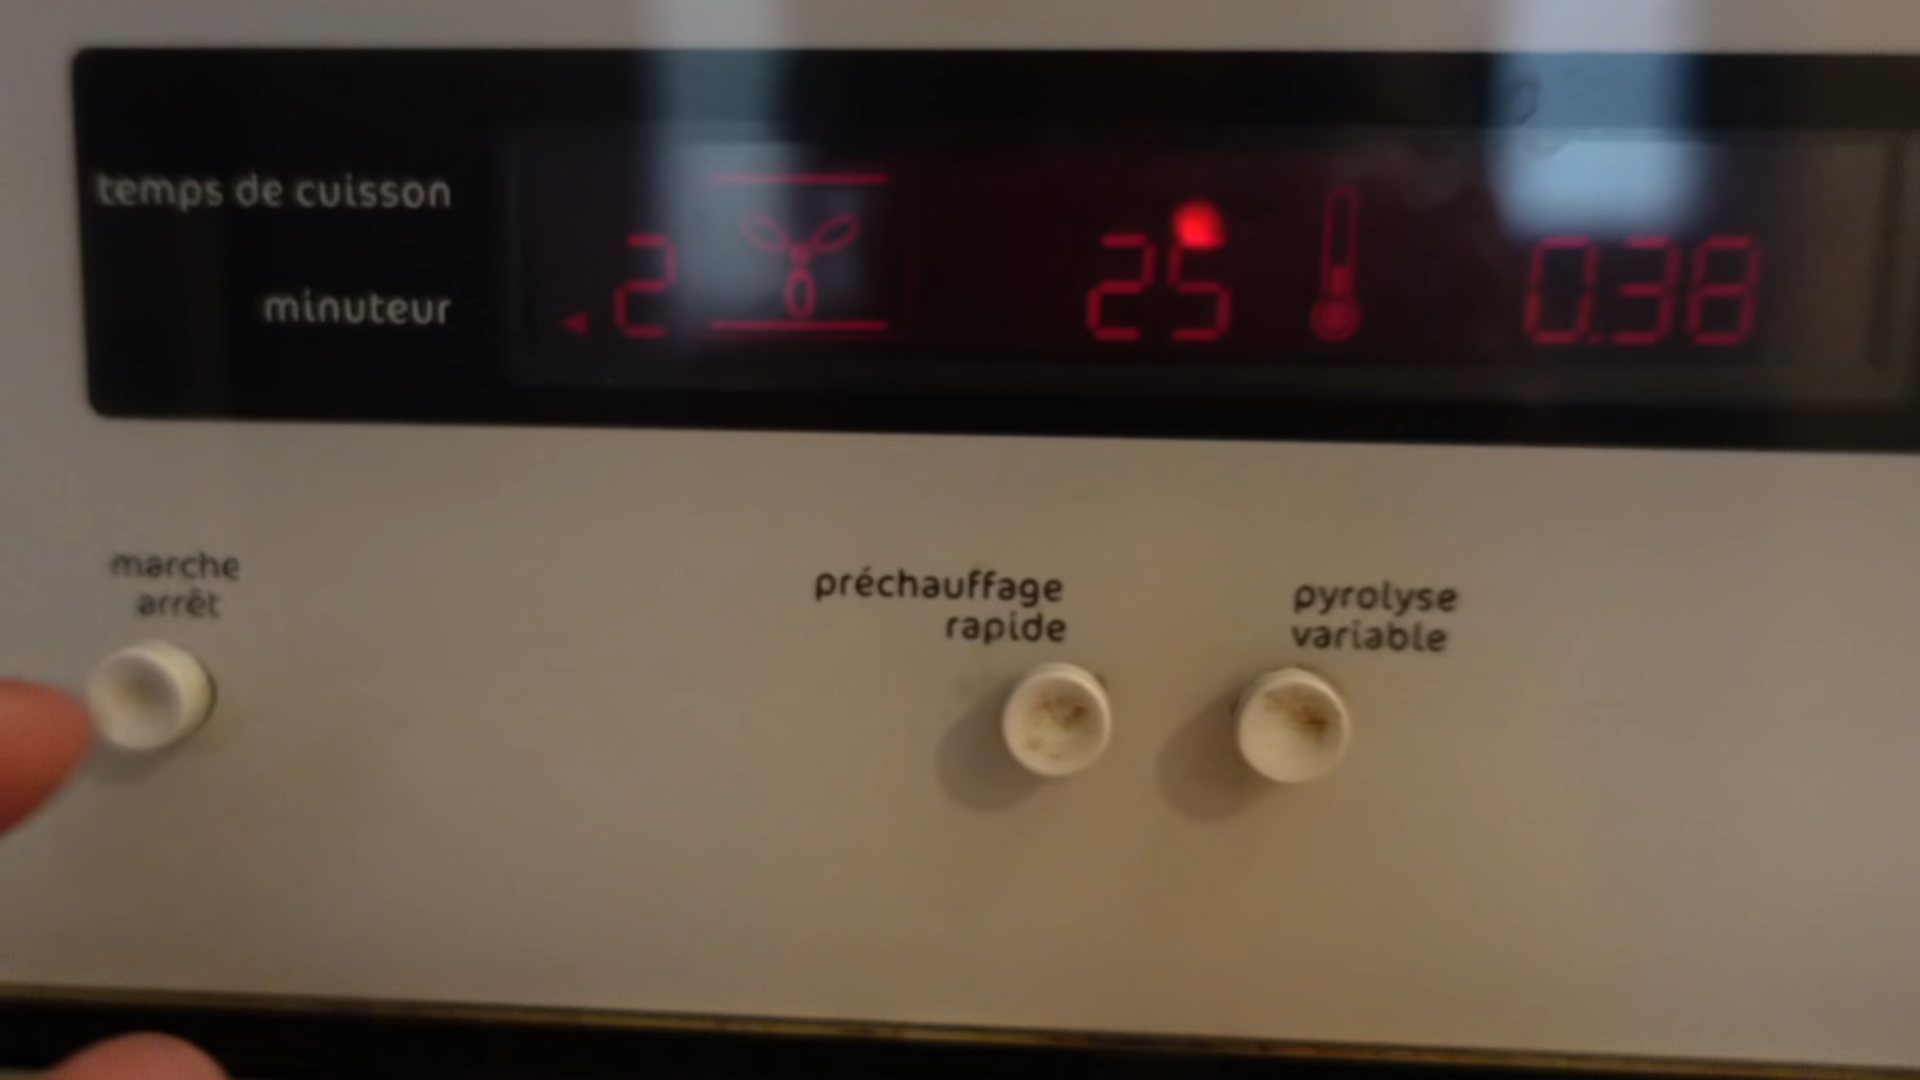 temps de cuisson
minuteur
2 25 0.38
marche
arrêt
préchauffage
rapide
pyrolyse
variable